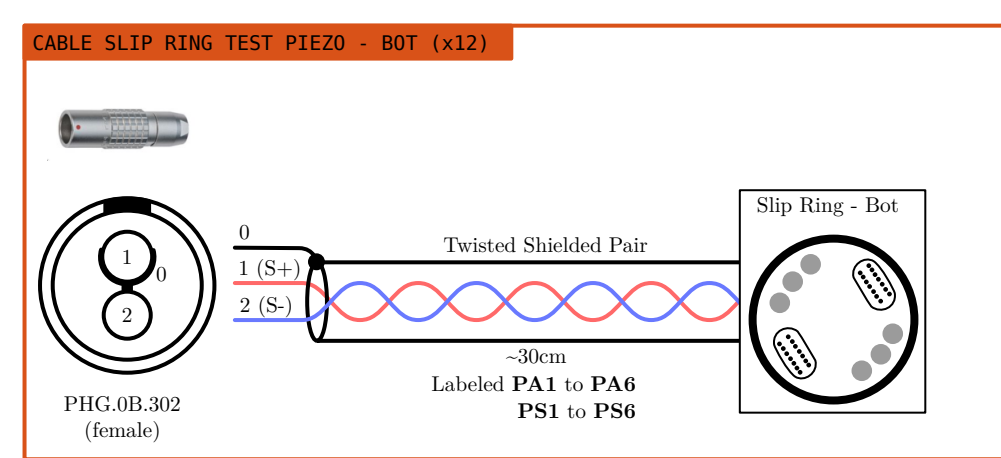 CABLE SLIP RING TEST PIEZO - BOT (x12)
1
0
2
PHG.0B.302
(female)
0
1 (S+)
2 (S-)
Twisted Shielded Pair
~30cm
Labeled PA1 to PA6
PS1 to PS6
Slip Ring - Bot